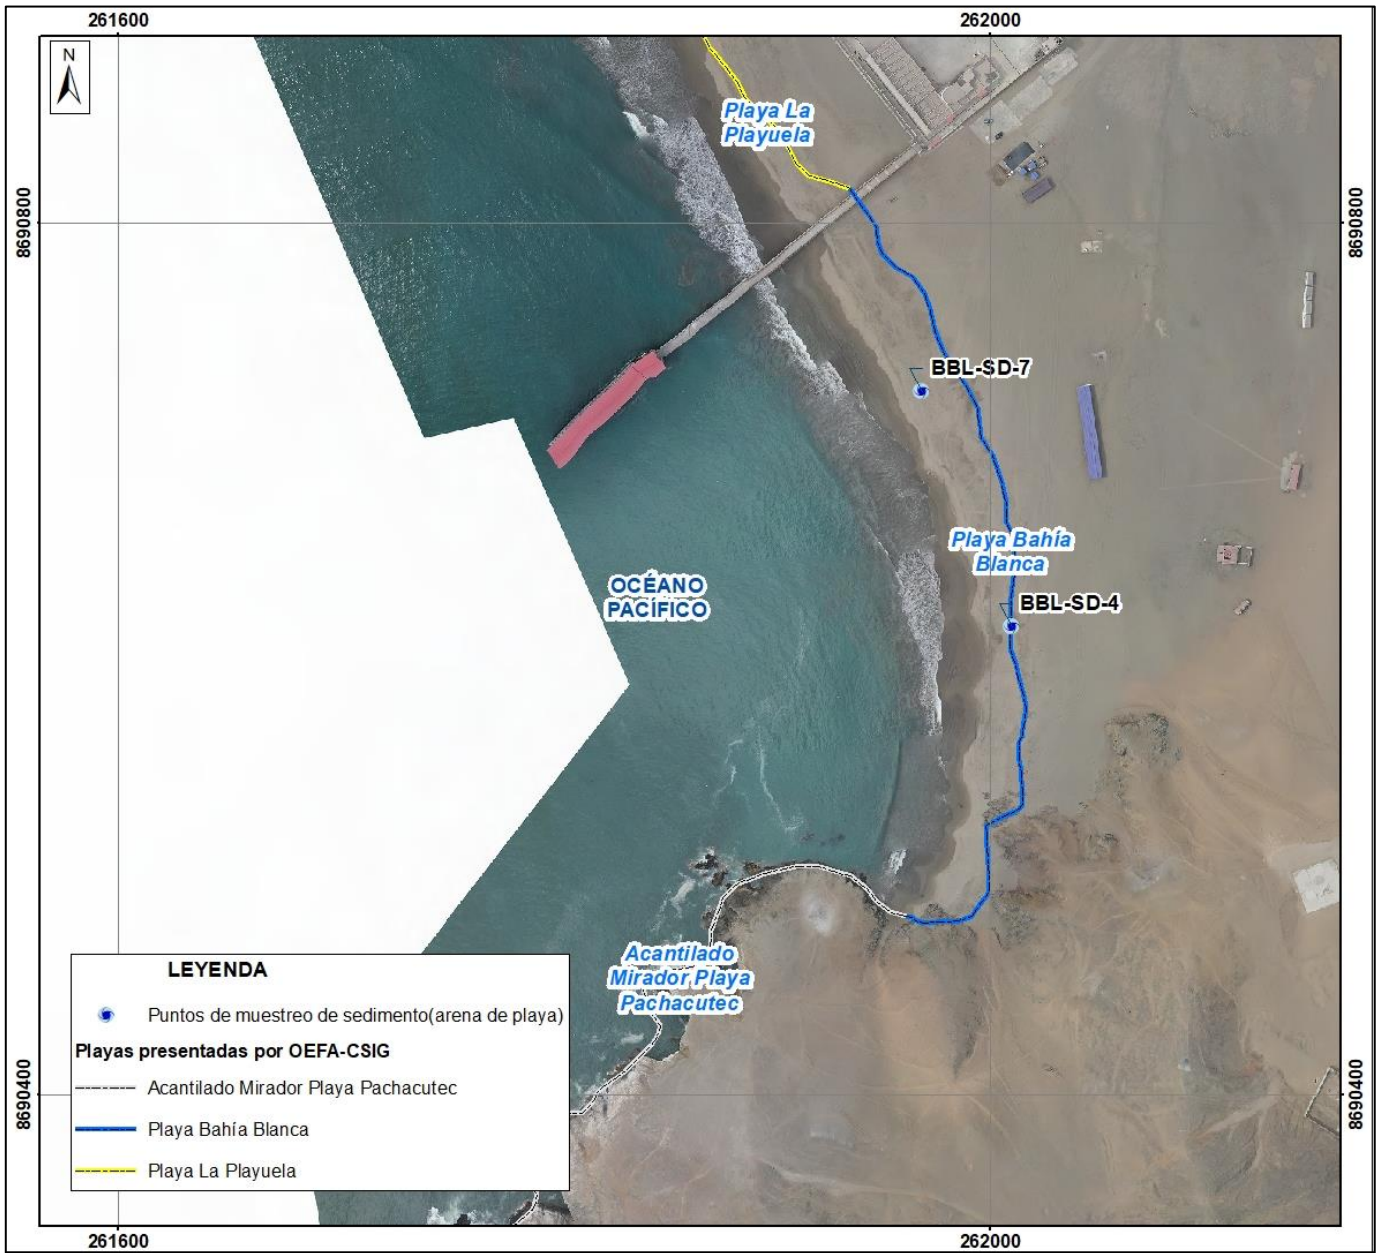 261600
262000
N
Playa La
Playuela
8690800
8690800
BBL-SD-7
Playa Bahía
Blanca
OCÉANO
PACÍFICO
BBL-SD-4
Acantilado
Mirador Playa
Pachacutec
LEYENDA
Puntos de muestreo de sedimento(arena de playa)
Playas presentadas por OEFA-CSIG
Acantilado Mirador Playa Pachacutec
Playa Bahía Blanca
Playa La Playuela
8690400
8690400
261600
262000